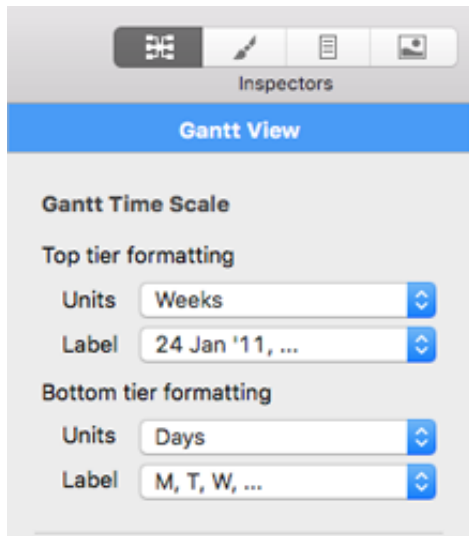 Inspectors
Gantt View
Gantt Time Scale
Top tier formatting
Units Weeks
Label 24 Jan '11, ...
Bottom tier formatting
Units Days
Label M, T, W, ...